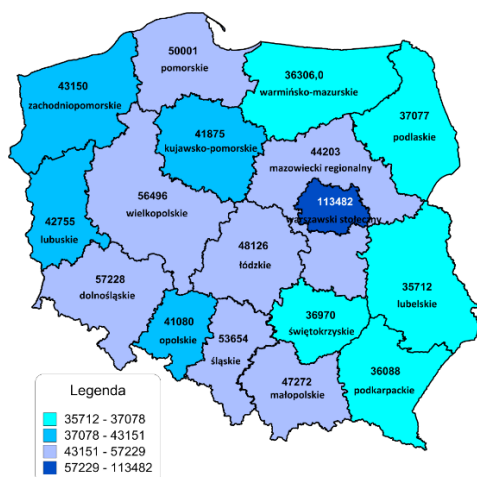 50001
pomorskie
43150
zachodniopomorskie
36306,0
warmińsko-mazurskie
37077
podlaskie
41875
kujawsko-pomorskie
44203
mazowiecki regionalny
56496
wielkopolskie
113482
warszawski stołeczny
42755
lubuskie
48126
łódzkie
57228
dolnośląskie
35712
lubelskie
41080
opolskie
53654
śląskie
36970
świętokrzyskie
47272
małopolskie
36088
podkarpackie
Legenda
35712 - 37078
37078 - 43151
43151 - 57229
57229 - 113482